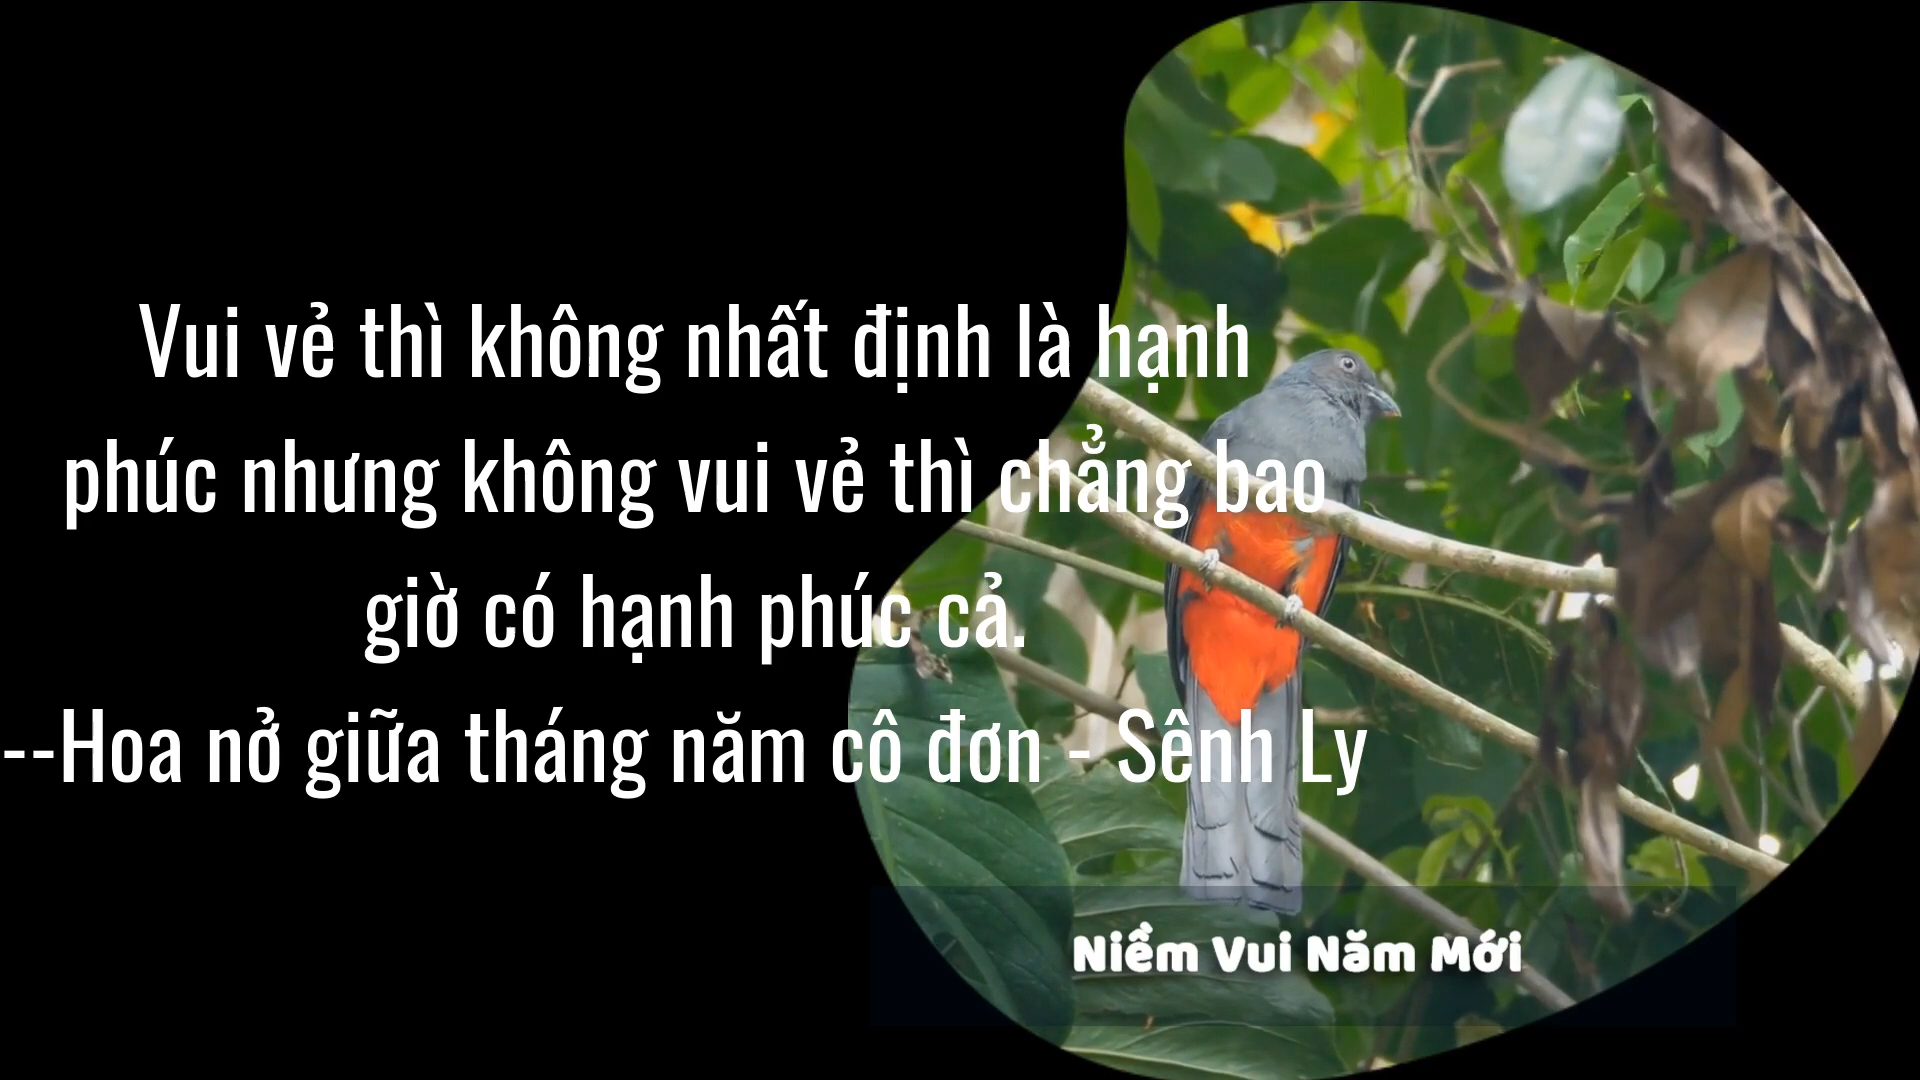 Vui vẻ thì không nhất định là hạnh
phúc nhưng không vui vẻ thì chẳng bao
giờ có hạnh phúc cả.
--Hoa nở giữa tháng năm cô đơn - Sênh Ly
Niềm Vui Năm Mới